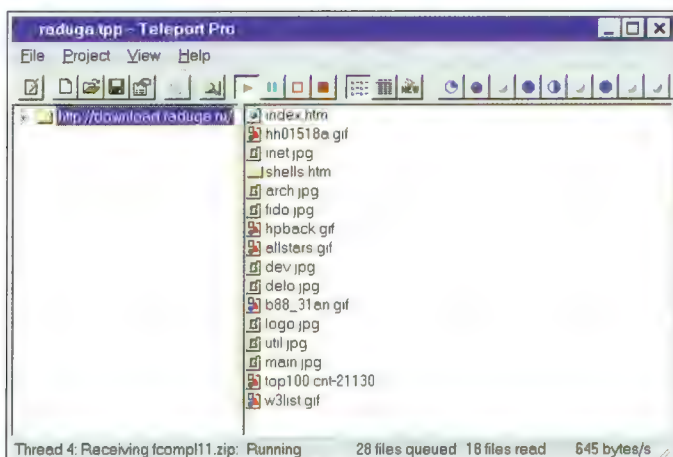 raduga.tpp - Teleport Pro
File Project View Help
http://download.raduga.ru/
index.htm
hh01518a.gif
inet.jpg
shells.htm
arch.jpg
fido.jpg
hpback.gif
allstars.gif
dev.jpg
delo.jpg
b88_31an.gif
logo.jpg
util.jpg
main.jpg
top100.cnt-21130
w3list.gif
Thread 4: Receiving fcompl11.zip: Running 28 files queued 18 files read 645 bytes/s